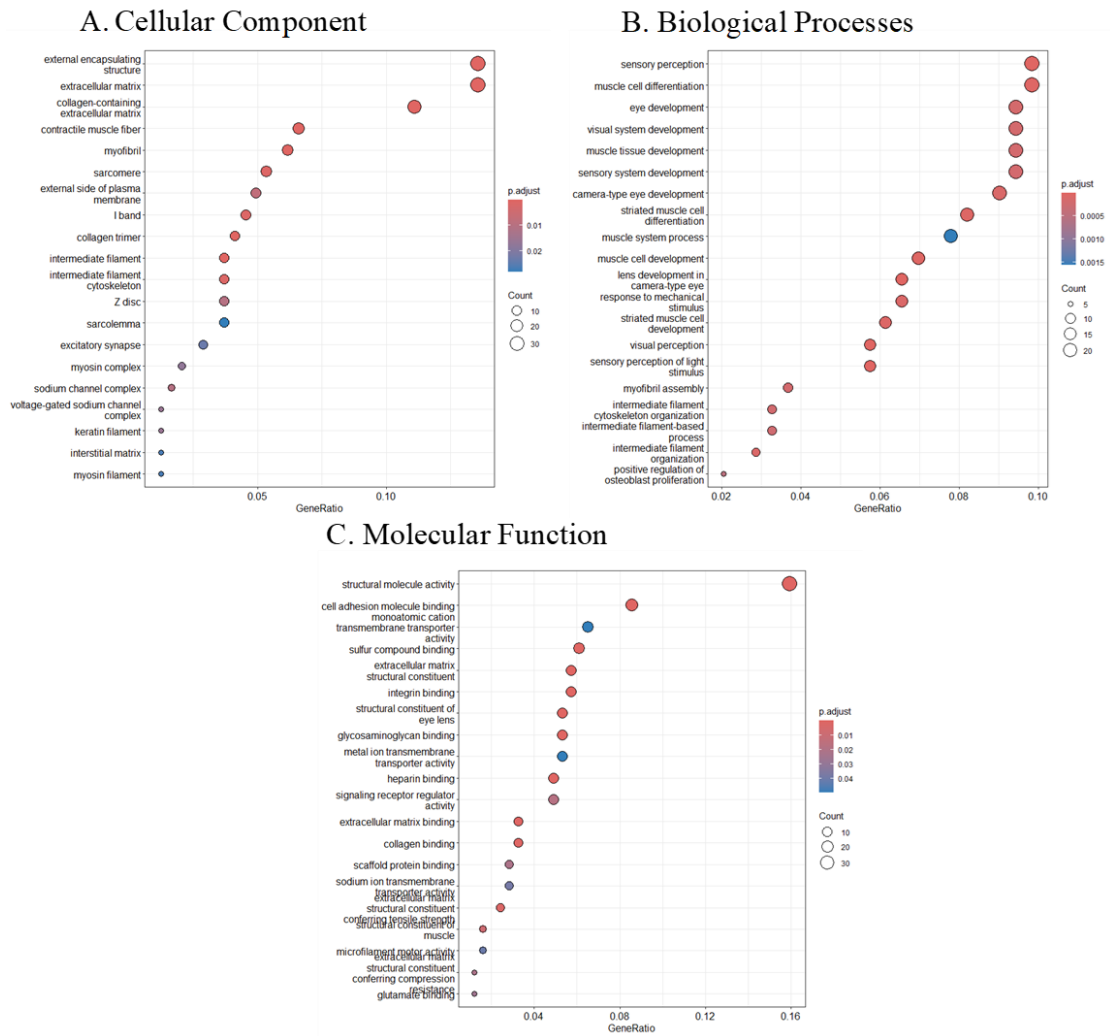 A. Cellular Component
external encapsulating
structure
extracellular matrix
collagen-containing
extracellular matrix
contractile muscle fiber
myofibril
sarcomere
external side of plasma
membrane
I band
collagen trimer
intermediate filament
intermediate filament
cytoskeleton
Z disc
sarcolemma
excitatory synapse
myosin complex
sodium channel complex
voltage-gated sodium channel
complex
keratin filament
interstitial matrix
myosin filament
0.05
0.10
GeneRatio
p.adjust
0.01
0.02
Count
10
20
30
B. Biological Processes
sensory perception
muscle cell differentiation
eye development
visual system development
muscle tissue development
sensory system development
camera-type eye development
striated muscle cell
differentiation
muscle system process
muscle cell development
lens development in
camera-type eye
response to mechanical
stimulus
striated muscle cell
development
visual perception
sensory perception of light
stimulus
myofibril assembly
intermediate filament
cytoskeleton organization
intermediate filament-based
process
intermediate filament
organization
positive regulation of
osteoblast proliferation
0.02
0.04
0.06
0.08
0.10
GeneRatio
p.adjust
0.0005
0.0010
0.0015
Count
5
10
15
20
C. Molecular Function
structural molecule activity
cell adhesion molecule binding
monoatomic cation
transmembrane transporter
activity
sulfur compound binding
extracellular matrix
structural constituent
integrin binding
structural constituent of
eye lens
glycosaminoglycan binding
metal ion transmembrane
transporter activity
heparin binding
signaling receptor regulator
activity
extracellular matrix binding
collagen binding
scaffold protein binding
sodium ion transmembrane
transporter activity
extracellular matrix
structural constituent
conferring tensile strength
structural constituent of
muscle
microfilament motor activity
extracellular matrix
structural constituent
conferring compression
resistance
glutamate binding
0.04
0.08
0.12
0.16
GeneRatio
p.adjust
0.01
0.02
0.03
0.04
Count
10
20
30